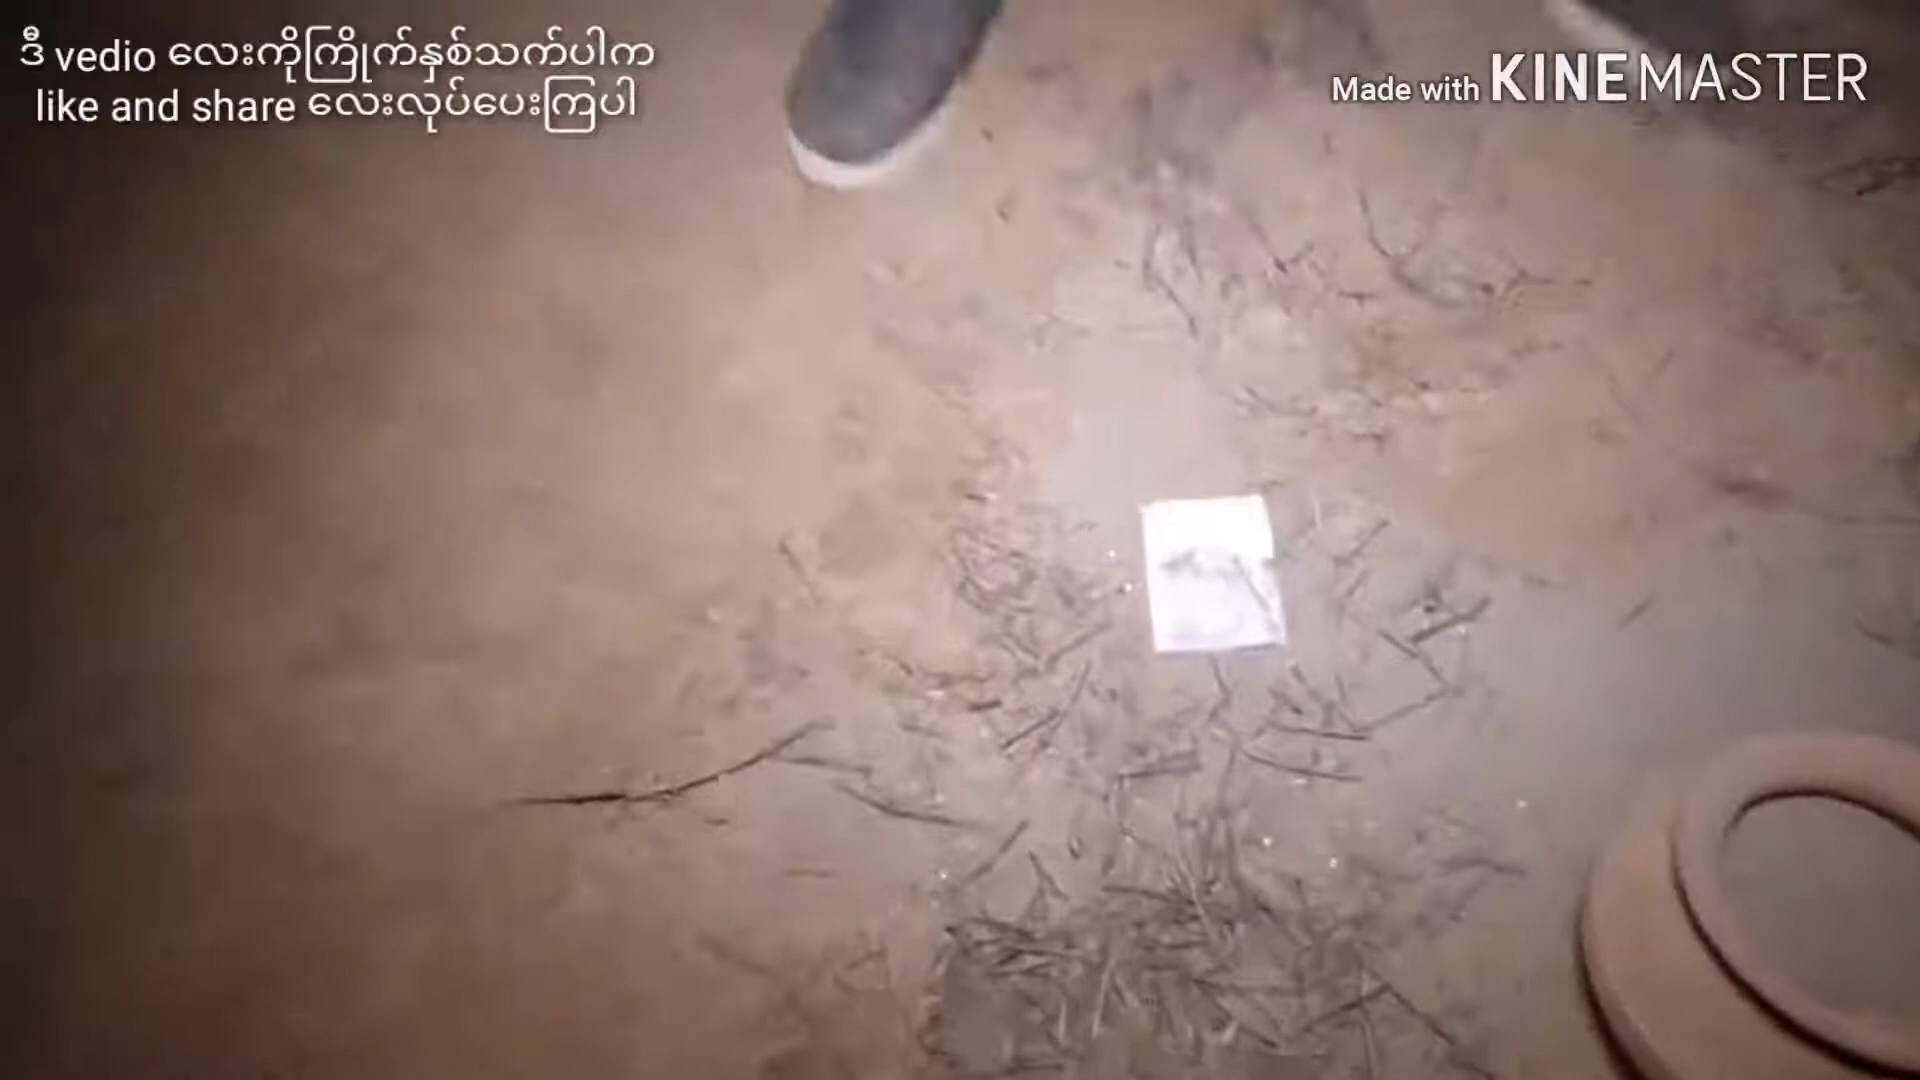 ဒီ vedio လေးကိုကြိုက်နှစ်သက်ပါက
like and share လေးလုပ်ပေးကြပါ
Made with KINEMASTER